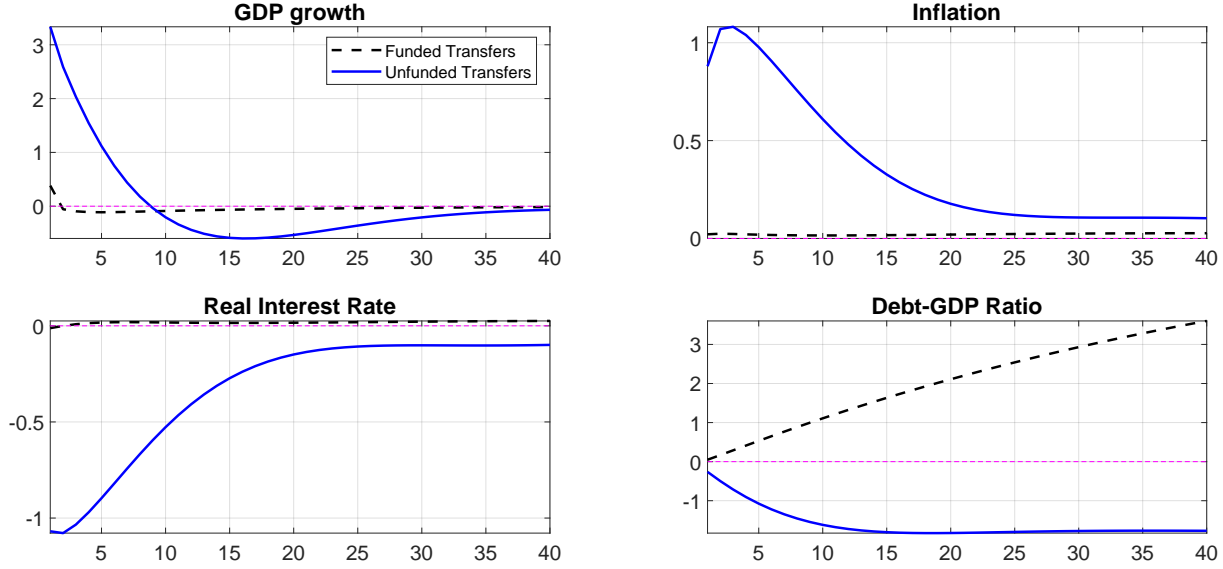 GDP growth
3
2
1
0
Funded Transfers
Unfunded Transfers
5 10 15 20 25 30 35 40
Inflation
1
0.5
0
5 10 15 20 25 30 35 40
Real Interest Rate
0
-0.5
-1
5 10 15 20 25 30 35 40
Debt-GDP Ratio
3
2
1
0
-1
5 10 15 20 25 30 35 40